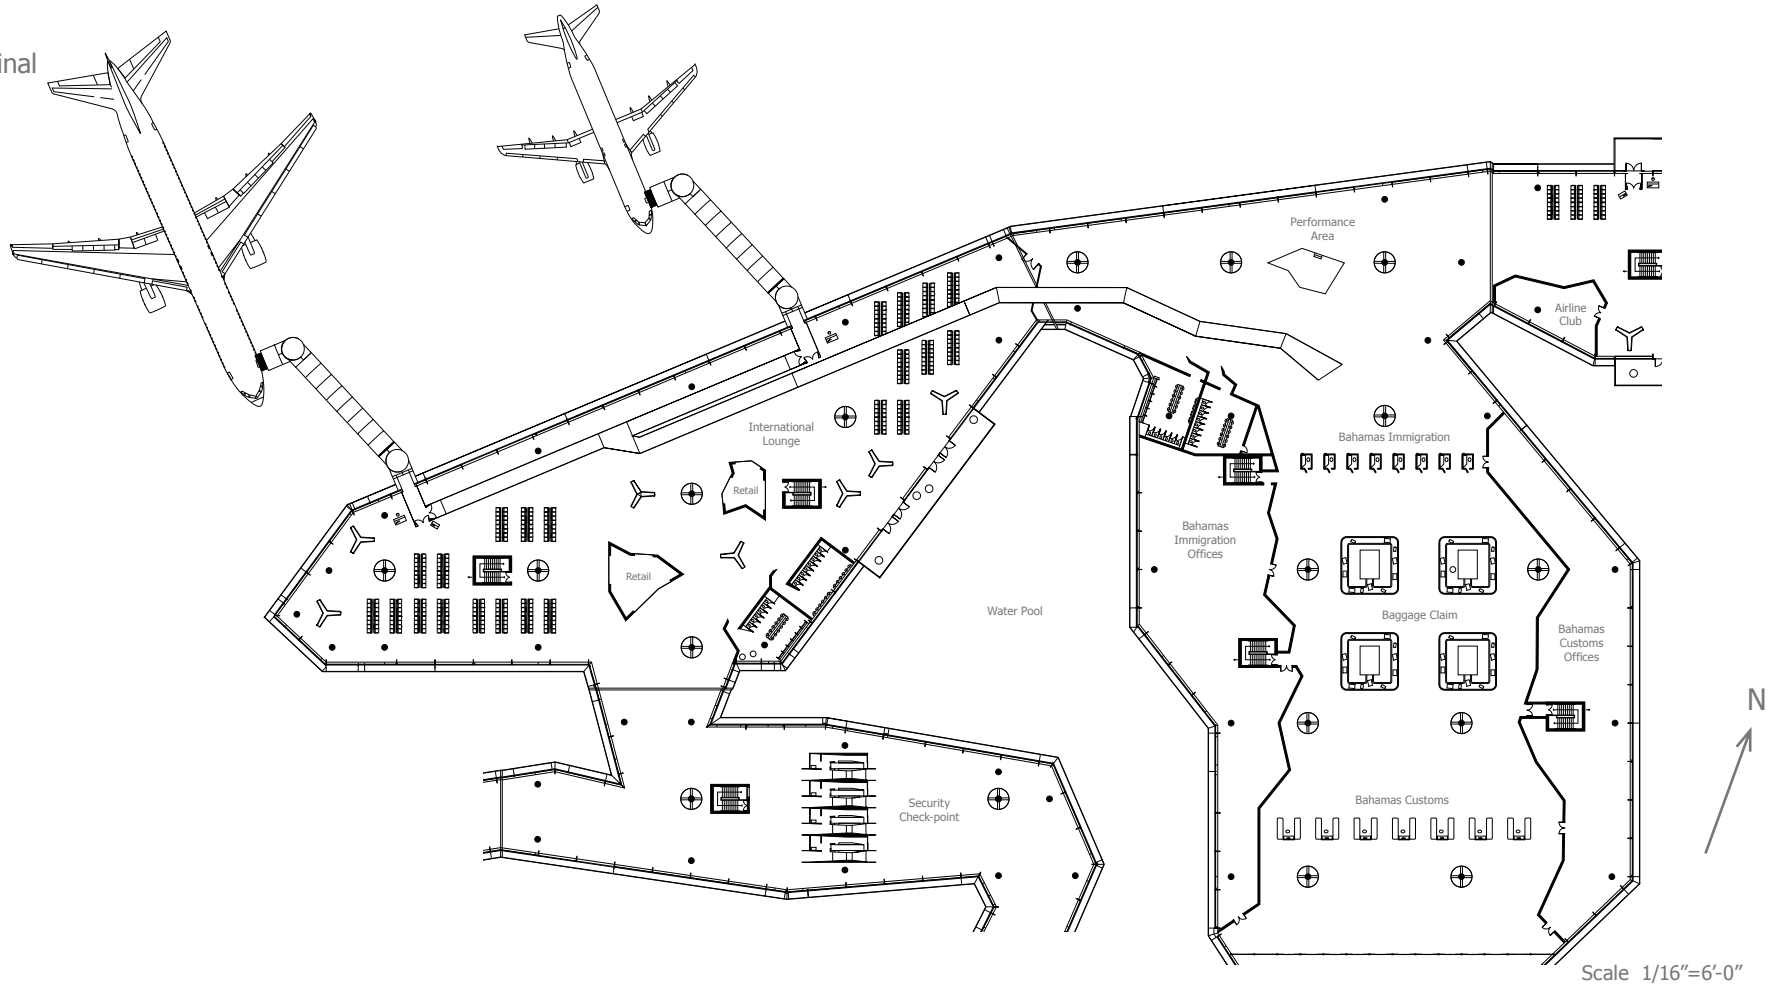 inal
Performance
Area
Airline
Club
International
Lounge
Bahamas Immigration
Retail
Bahamas
Immigration
Offices
Retail
Water Pool
Baggage Claim
Bahamas
Customs
Offices
N
Security
Check-point
Bahamas Customs
Scale 1/16"=6'-0"